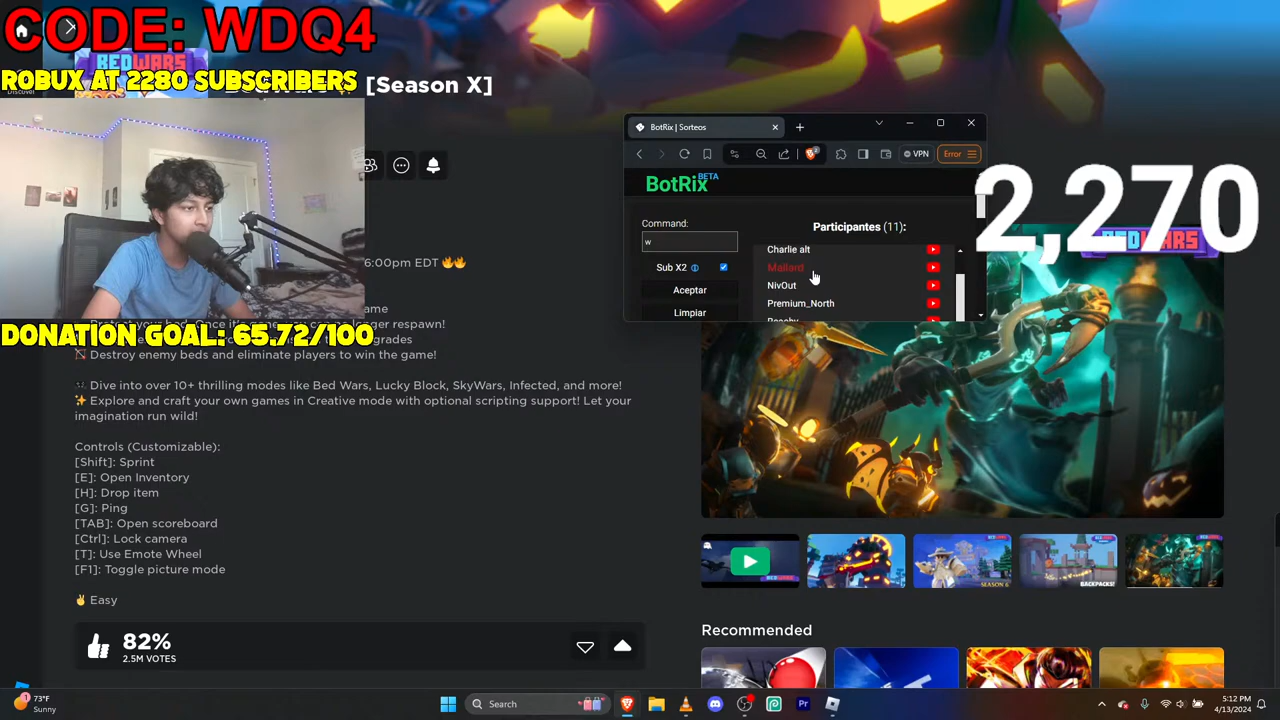 CODE: WDQ4
BEDWARS
ROBUX AT 2280 SUBSCRIBERS
[Season X]
BotRix | Sorteos
2
VPN
Error
BotRix BETA
2,270
BEDWARS
Command:
Participantes (11):
w
Charlie alt
Sub X2
Mallard
NivOut
Aceptar
Premium_North
Limpiar
6:00pm EDT 🔥🔥
DONATION GOAL: 65.72/100
Destroy enemy beds and eliminate players to win the game!
Dive into over 10+ thrilling modes like Bed Wars, Lucky Block, SkyWars, Infected, and more!
✨ Explore and craft your own games in Creative mode with optional scripting support! Let your
imagination run wild!
Controls (Customizable):
[Shift]: Sprint
[E]: Open Inventory
[H]: Drop item
[G]: Ping
[TAB]: Open scoreboard
[Ctrl]: Lock camera
[T]: Use Emote Wheel
[F1]: Toggle picture mode
✌ Easy
BACKPACKS!
82%
2.5M VOTES
Recommended
73°F
Sunny
Search
Pr
5:12 PM
4/13/2024